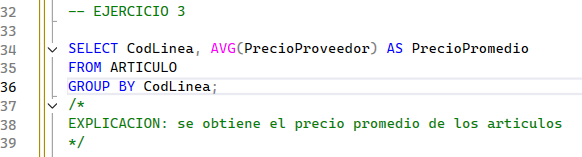 32 -- EJERCICIO 3
33
34 SELECT CodLinea, AVG(PrecioProveedor) AS PrecioPromedio
35 FROM ARTICULO
36 GROUP BY CodLinea;
37 /*
38 EXPLICACION: se obtiene el precio promedio de los articulos
39 */